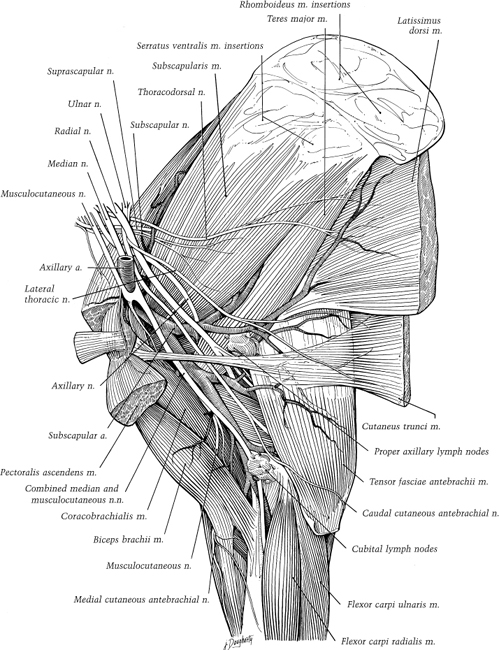 Rhomboideus m. insertions
Teres major m.
Latissimus
dorsi m.
Serratus ventralis m. insertions
Subscapularis m.
Suprascapular n.
Thoracodorsal n.
Ulnar n.
Subscapular n.
Radial n.
Median n.
Musculocutaneous n.
Axillary a.
Lateral
thoracic n.
Axillary n.
Subscapular a.
Pectoralis ascendens m.
Combined median and
musculocutaneous n.n.
Coracobrachialis m.
Biceps brachii m.
Musculocutaneous n.
Medial cutaneous antebrachial n.
Cutaneus trunci m.
Proper axillary lymph nodes
Tensor fasciae antebrachii m.
Caudal cutaneous antebrachial n.
Cubital lymph nodes
Flexor carpi ulnaris m.
Flexor carpi radialis m.